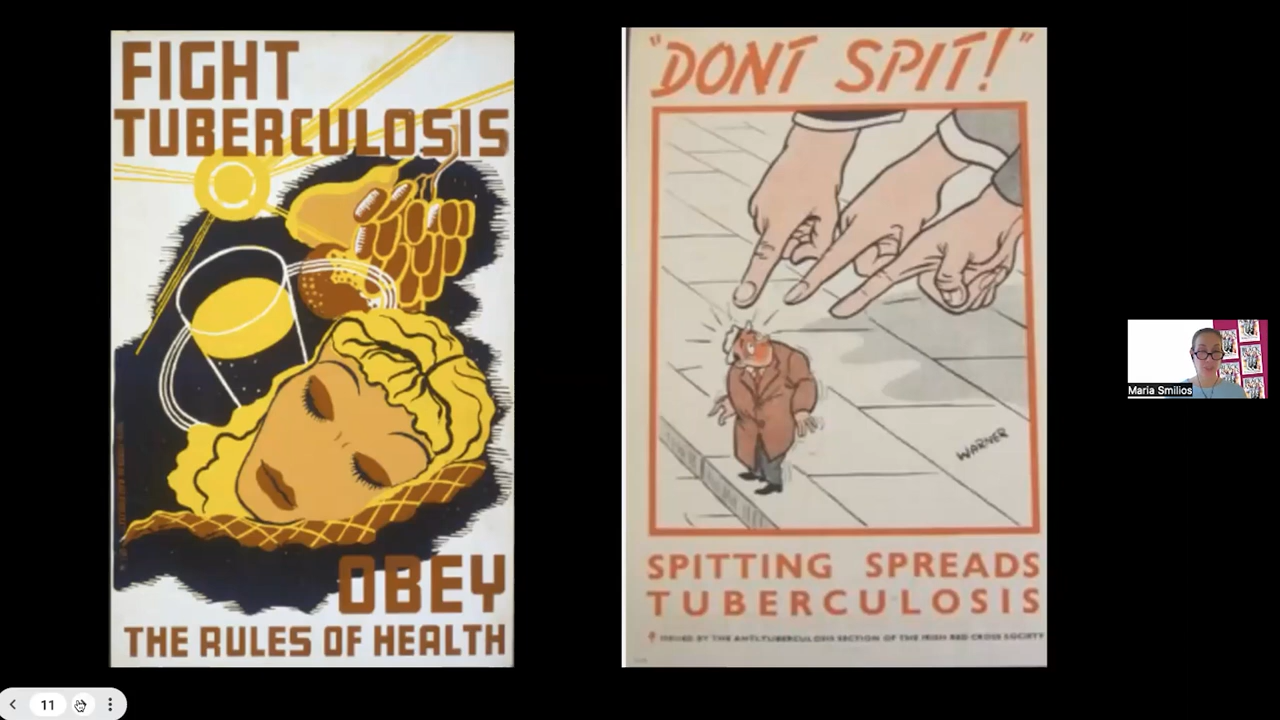 FIGHT
TUBERCULOSIS
OBEY
THE RULES OF HEALTH
"DONT SPIT!"
WARNER
SPITTING SPREADS
TUBERCULOSIS
ISSUED BY THE ANTI-TUBERCULOSIS SECTION OF THE IRISH RED CROSS SOCIETY
Maria Smilios
11